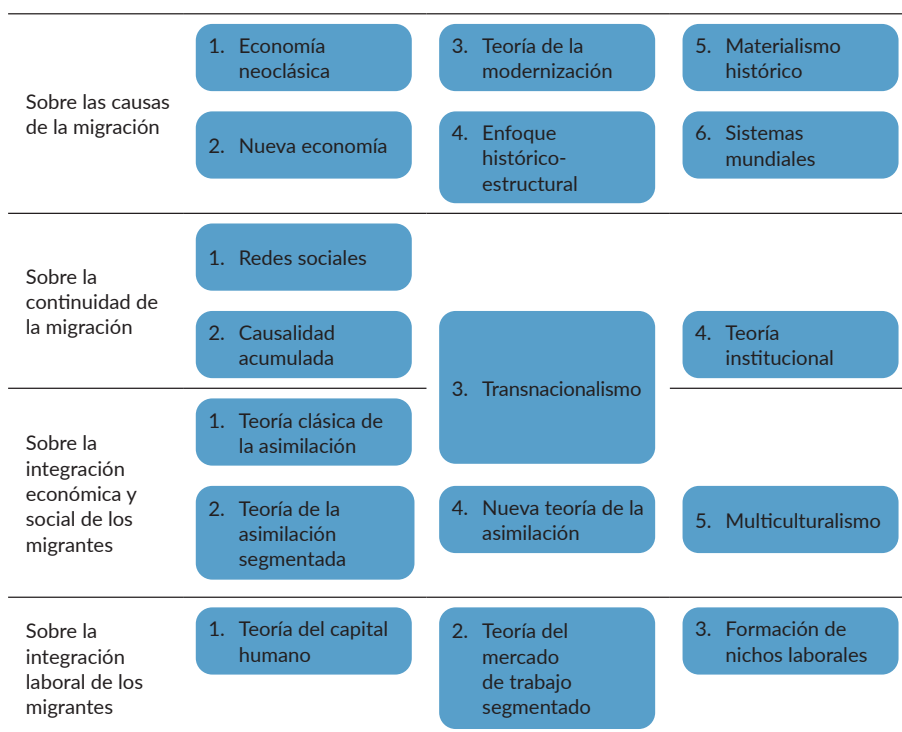 Sobre las causas
de la migración
1. Economía
neoclásica
2. Nueva economía
3. Teoría de la
modernización
4. Enfoque
histórico-
estructural
5. Materialismo
histórico
6. Sistemas
mundiales
Sobre la
continuidad de
la migración
1. Redes sociales
2. Causalidad
acumulada
3. Transnacionalismo
4. Teoría
institucional
Sobre la
integración
económica y
social de los
migrantes
1. Teoría clásica de
la asimilación
2. Teoría de la
asimilación
segmentada
4. Nueva teoría de la
asimilación
5. Multiculturalismo
Sobre la
integración
laboral de los
migrantes
1. Teoría del capital
humano
2. Teoría del
mercado
de trabajo
segmentado
3. Formación de
nichos laborales